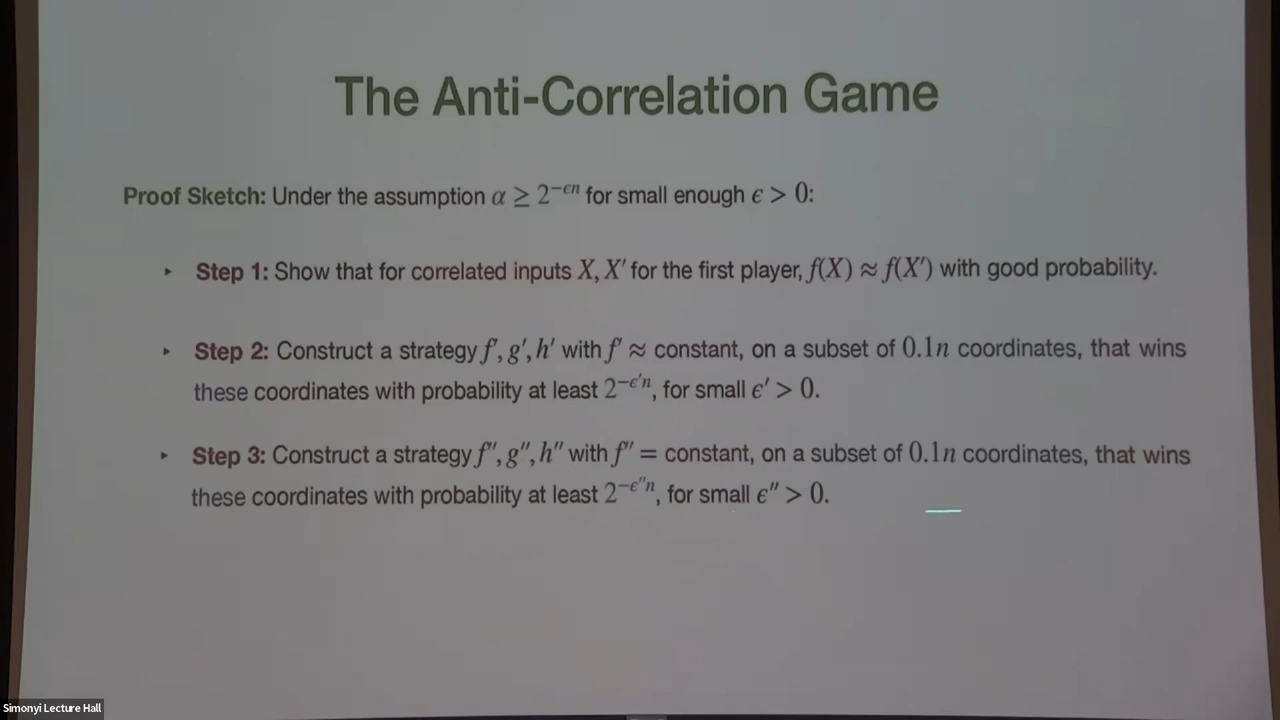 The Anti-Correlation Game
Proof Sketch: Under the assumption α ≥ 2^{-ϵn} for small enough ϵ > 0:
‣ Step 1: Show that for correlated inputs X, X′ for the first player, f(X) ≈ f(X′) with good probability.
‣ Step 2: Construct a strategy f′, g′, h′ with f′ ≈ constant, on a subset of 0.1n coordinates, that wins
these coordinates with probability at least 2^{-ϵ′n}, for small ϵ′ > 0.
‣ Step 3: Construct a strategy f″, g″, h″ with f″ = constant, on a subset of 0.1n coordinates, that wins
these coordinates with probability at least 2^{-ϵ″n}, for small ϵ″ > 0.
Simonyi Lecture Hall